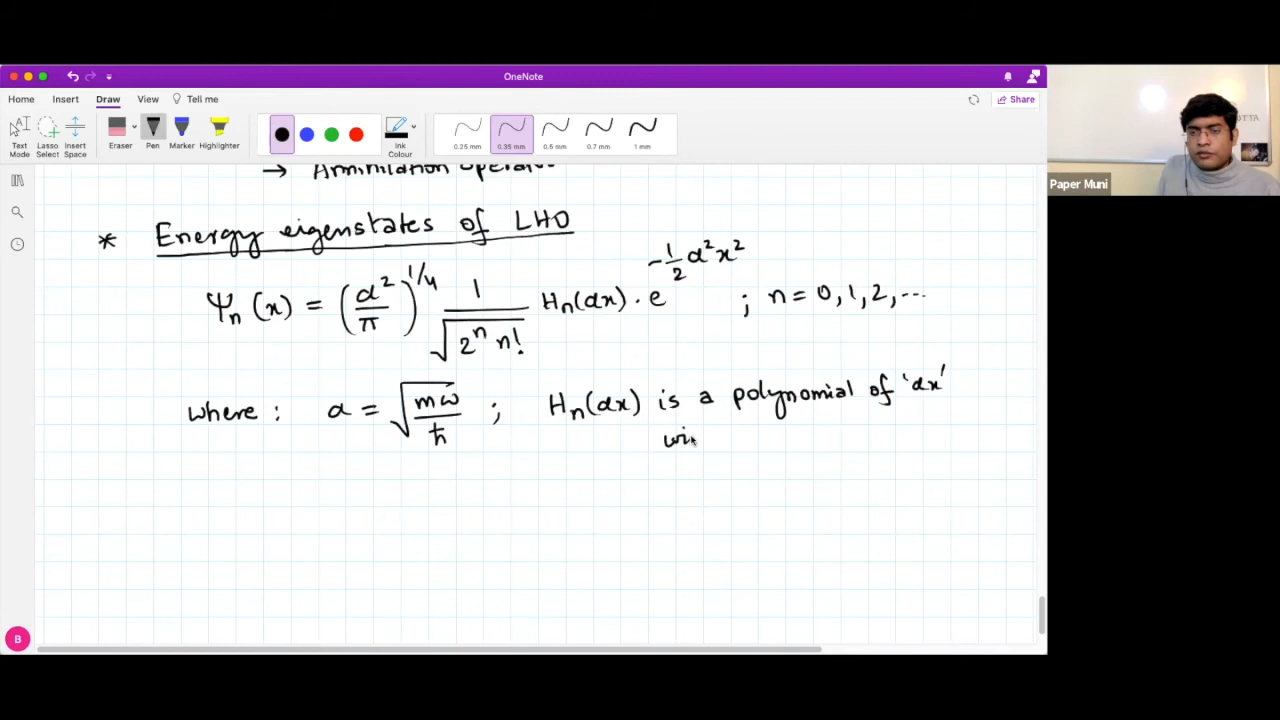 OneNote
Home Insert Draw View Tell me Share
Text Mode Lasso Select Insert Space Eraser Pen Marker Highlighter 0.25 mm 0.35 mm 0.5 mm 0.7 mm 1 mm Ink Colour
Paper Muni
→ Annihilation Operator
* Energy eigenstates of LHO
Ψₙ(x) = (α²/π)^(1/4) 1/√(2ⁿ n!) Hₙ(αx) · e^(-½α²x²) ; n = 0, 1, 2, ...
where : α = √(mω/ħ) ; Hₙ(αx) is a polynomial of 'αx'
wi
B